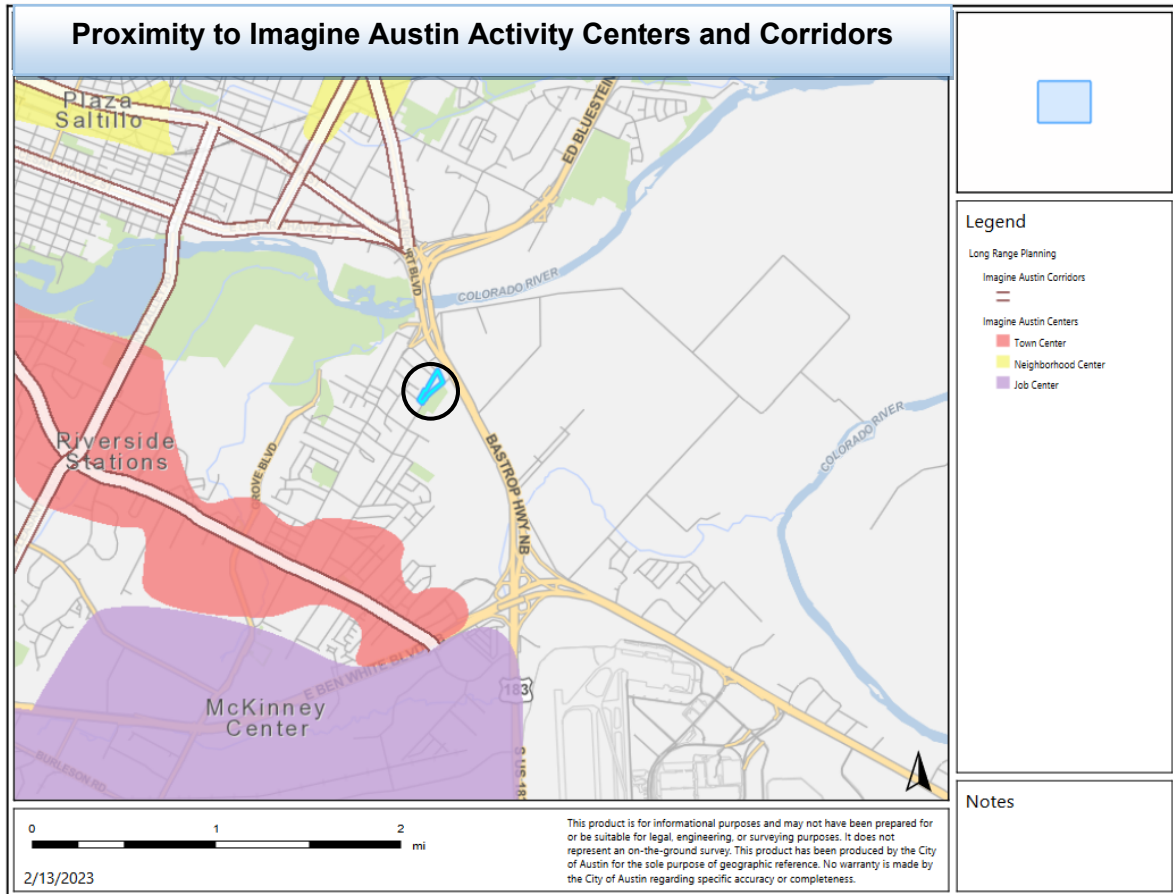 Proximity to Imagine Austin Activity Centers and Corridors
Plaza
Saltillo
ED BLUESTEIN
E CESAR CHAVEZ ST
RT BLVD
COLORADO RIVER
COLORADO RIVER
Riverside
Stations
GROVE BLVD
BASTROP HWY NB
E BEN WHITE BLVD
183
McKinney
Center
BURLESON RD
S US 183
Legend
Long Range Planning
Imagine Austin Corridors
Imagine Austin Centers
Town Center
Neighborhood Center
Job Center
Notes
0 1 2
mi
2/13/2023
This product is for informational purposes and may not have been prepared for
or be suitable for legal, engineering, or surveying purposes. It does not
represent an on-the-ground survey. This product has been produced by the City
of Austin for the sole purpose of geographic reference. No warranty is made by
the City of Austin regarding specific accuracy or completeness.